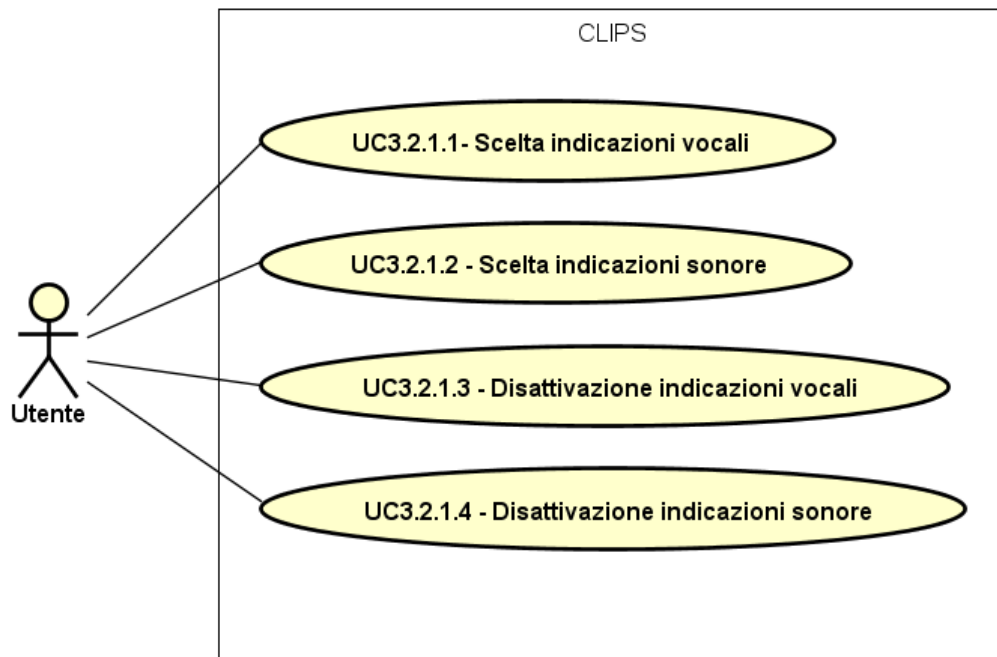 CLIPS
UC3.2.1.1- Scelta indicazioni vocali
UC3.2.1.2 - Scelta indicazioni sonore
UC3.2.1.3 - Disattivazione indicazioni vocali
Utente
UC3.2.1.4 - Disattivazione indicazioni sonore